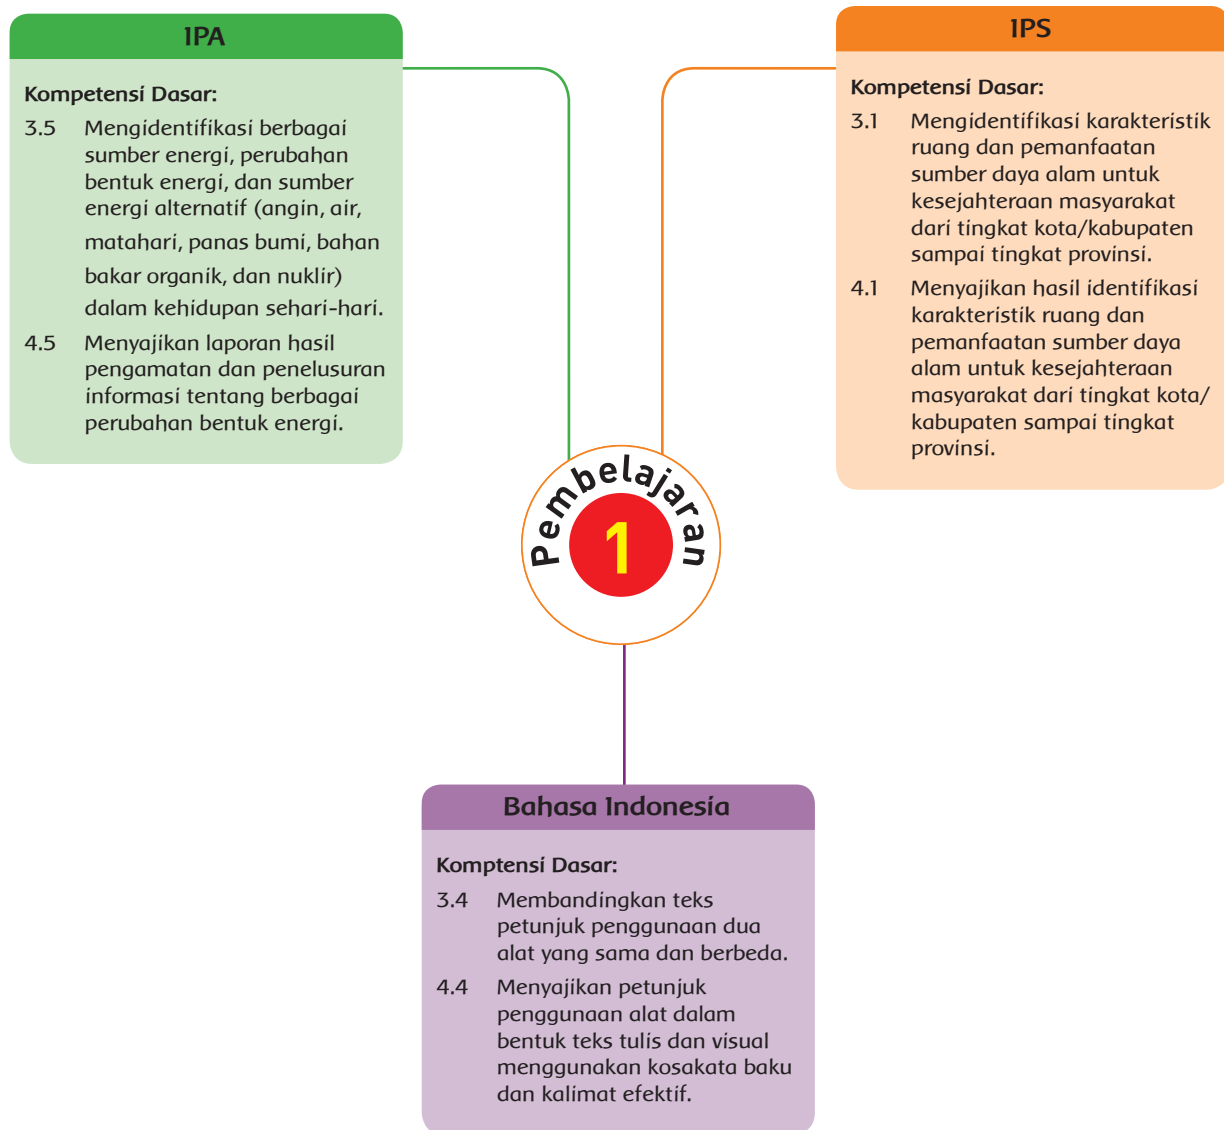 IPA
Kompetensi Dasar:
3.5 Mengidentifikasi berbagai
sumber energi, perubahan
bentuk energi, dan sumber
energi alternatif (angin, air,
matahari, panas bumi, bahan
bakar organik, dan nuklir)
dalam kehidupan sehari-hari.
4.5 Menyajikan laporan hasil
pengamatan dan penelusuran
informasi tentang berbagai
perubahan bentuk energi.
IPS
Kompetensi Dasar:
3.1 Mengidentifikasi karakteristik
ruang dan pemanfaatan
sumber daya alam untuk
kesejahteraan masyarakat
dari tingkat kota/kabupaten
sampai tingkat provinsi.
4.1 Menyajikan hasil identifikasi
karakteristik ruang dan
pemanfaatan sumber daya
alam untuk kesejahteraan
masyarakat dari tingkat kota/
kabupaten sampai tingkat
provinsi.
Pembelajaran
1
Bahasa Indonesia
Komptensi Dasar:
3.4 Membandingkan teks
petunjuk penggunaan dua
alat yang sama dan berbeda.
4.4 Menyajikan petunjuk
penggunaan alat dalam
bentuk teks tulis dan visual
menggunakan kosakata baku
dan kalimat efektif.